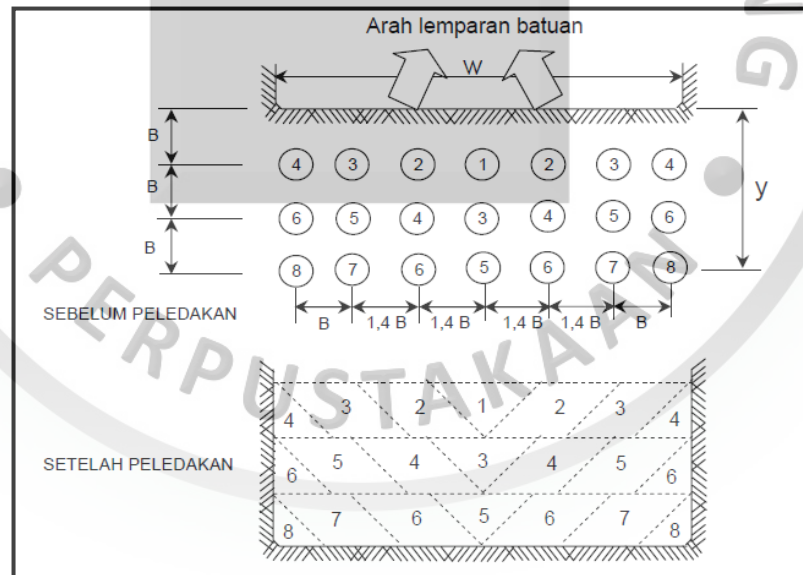 Arah lemparan batuan
W
B
4 3 2 1 2 3 4
B
y
6 5 4 3 4 5 6
B
8 7 6 5 6 7 8
SEBELUM PELEDAKAN
B 1,4 B 1,4 B 1,4 B 1,4 B B
4 3 2 1 2 3 4
SETELAH PELEDAKAN
6 5 4 3 4 5 6
8 7 6 5 6 7 8
PERPUSTAKAAN
NG